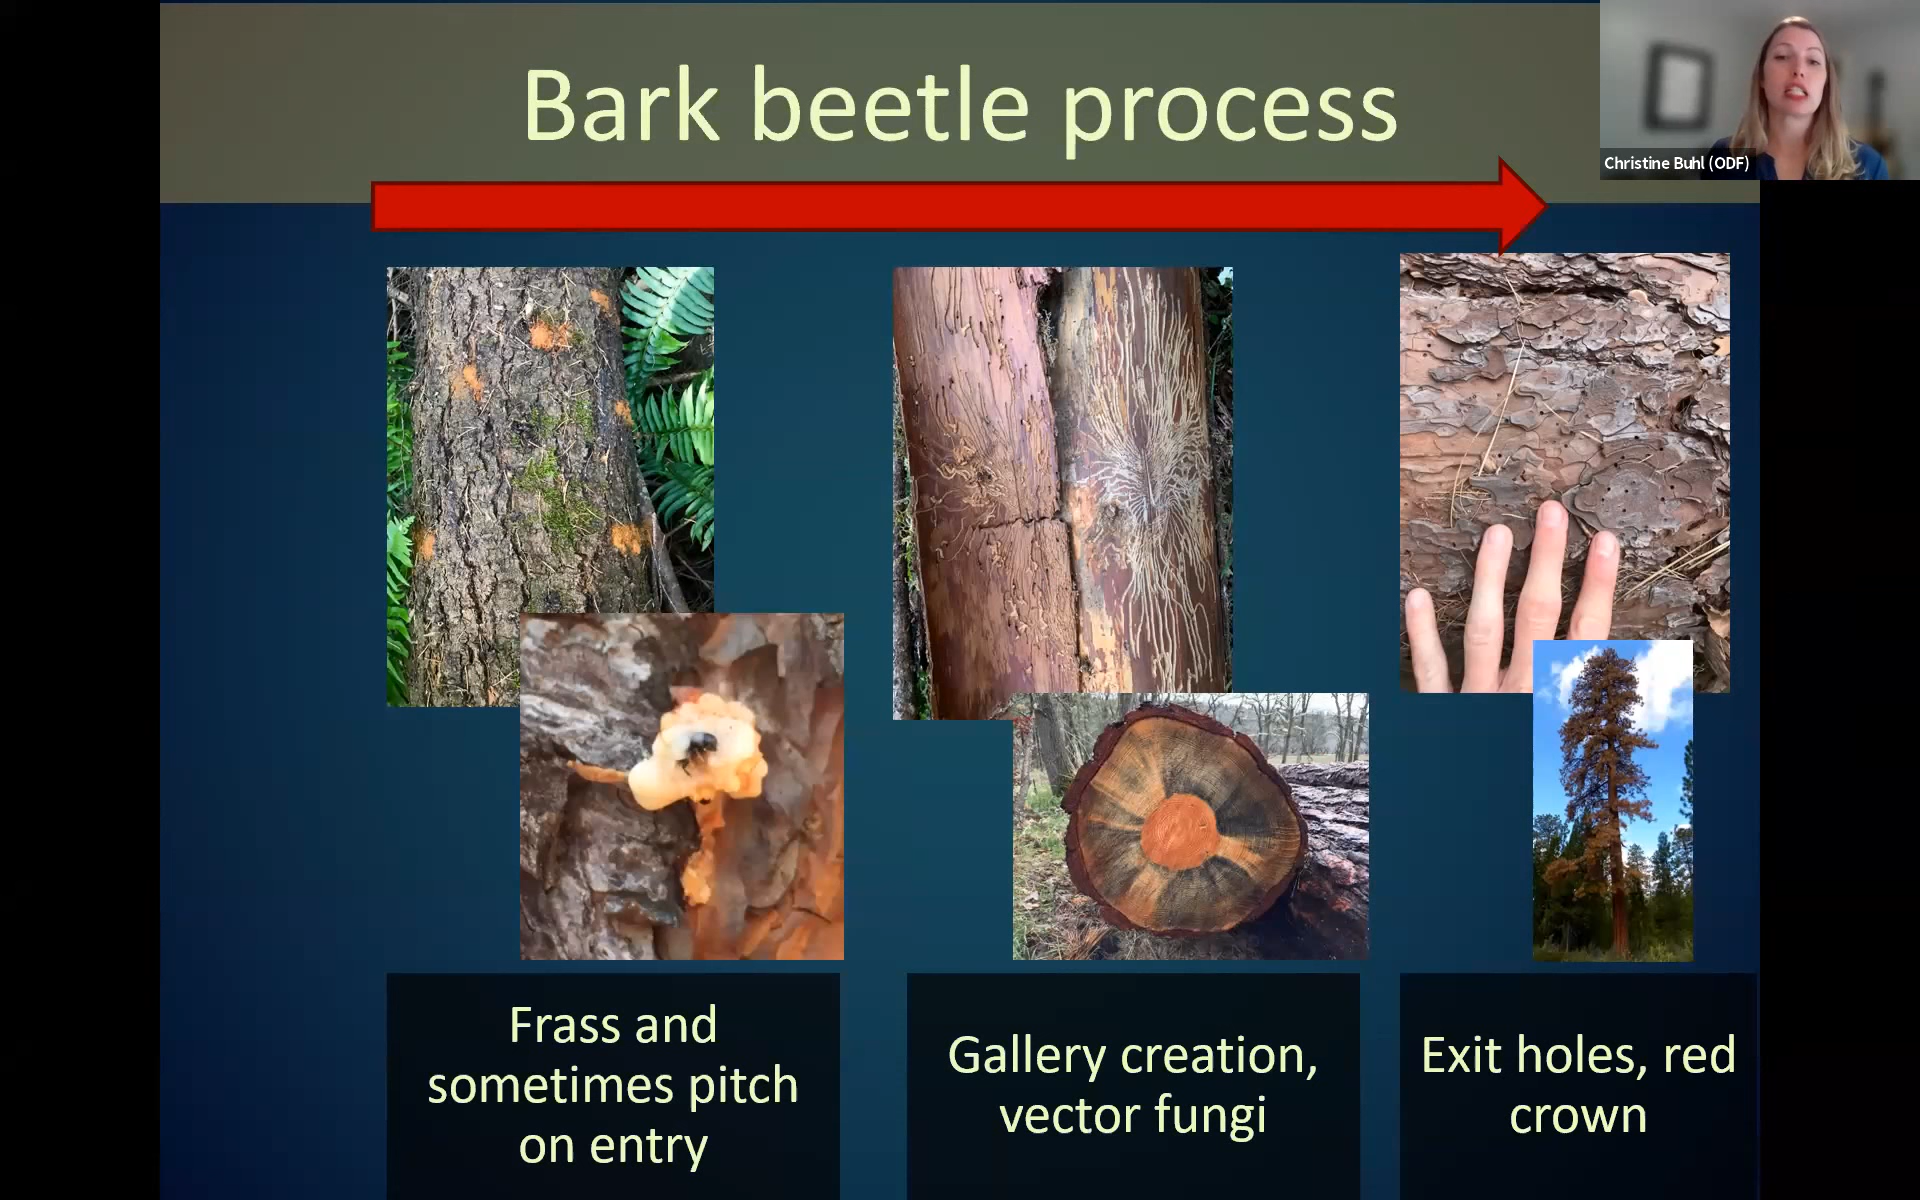 Bark beetle process
Christine Buhl (ODF)
Frass and
sometimes pitch
on entry
Gallery creation,
vector fungi
Exit holes, red
crown